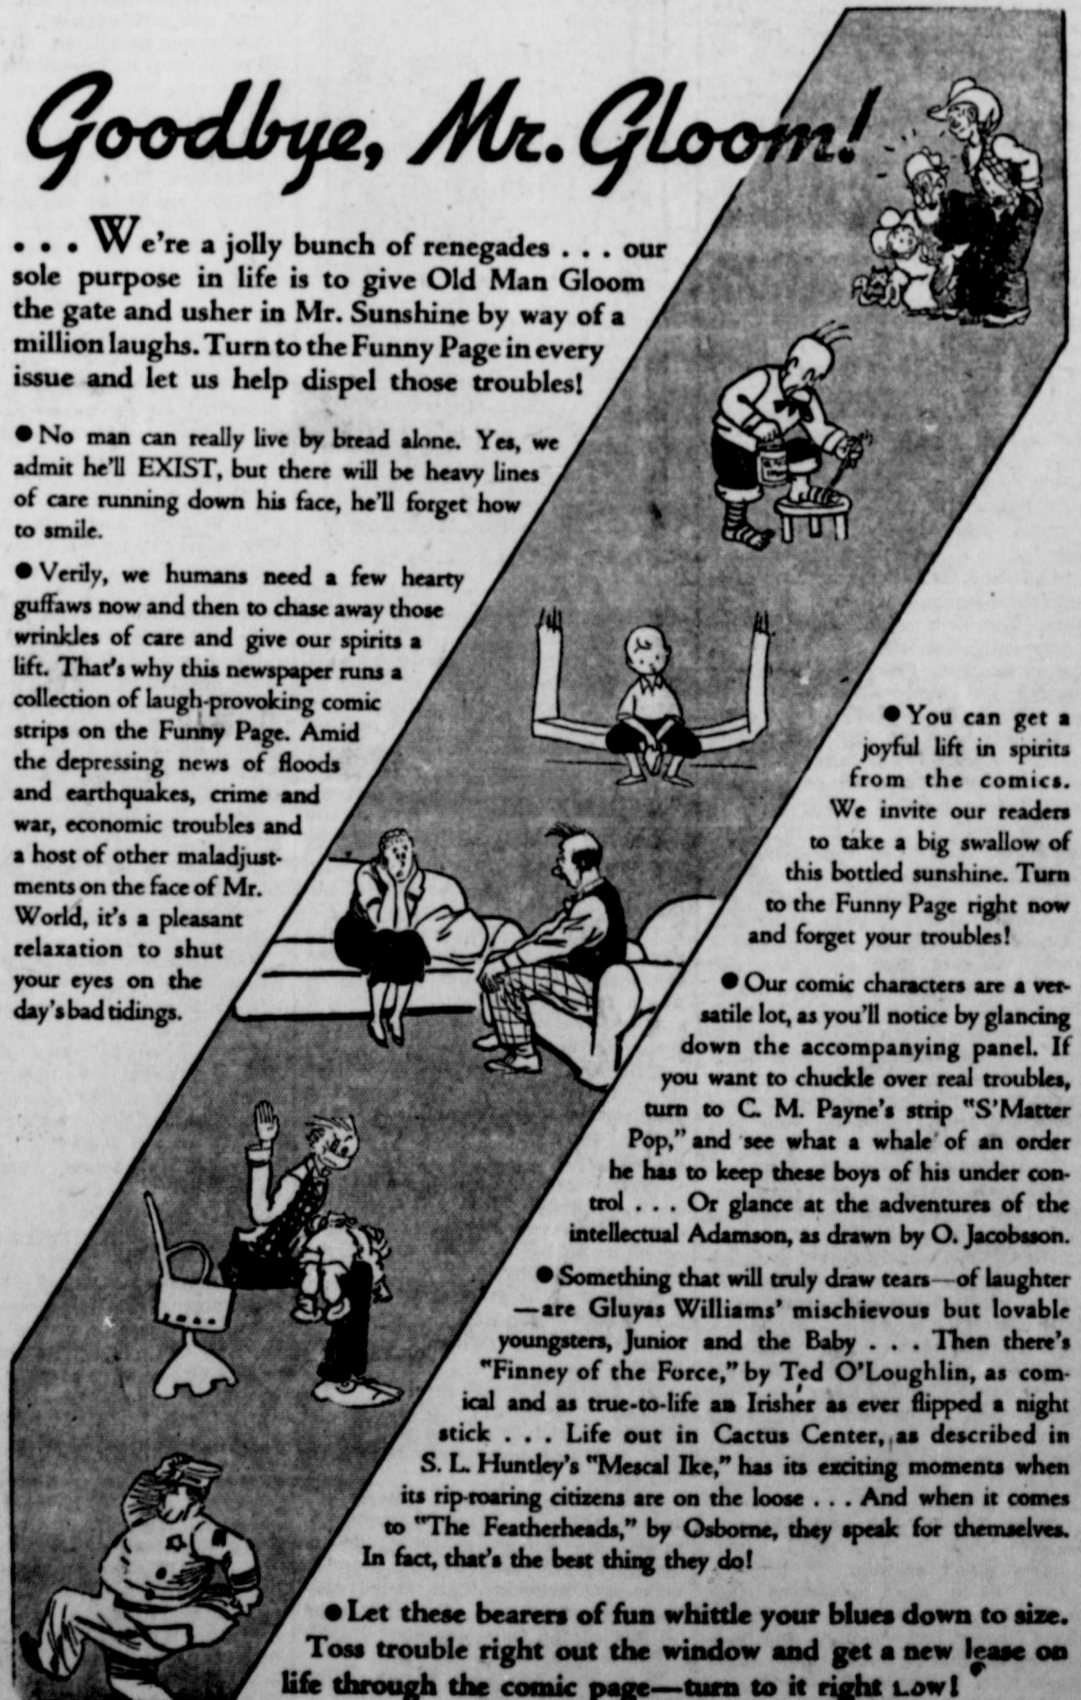 Goodbye, Mr. Gloom!
. . . We're a jolly bunch of renegades . . . our
sole purpose in life is to give Old Man Gloom
the gate and usher in Mr. Sunshine by way of a
million laughs. Turn to the Funny Page in every
issue and let us help dispel those troubles!
● No man can really live by bread alone. Yes, we
admit he'll EXIST, but there will be heavy lines
of care running down his face, he'll forget how
to smile.
● Verily, we humans need a few hearty
guffaws now and then to chase away those
wrinkles of care and give our spirits a
lift. That's why this newspaper runs a
collection of laugh-provoking comic
strips on the Funny Page. Amid
the depressing news of floods
and earthquakes, crime and
war, economic troubles and
a host of other maladjust-
ments on the face of Mr.
World, it's a pleasant
relaxation to shut
your eyes on the
day's bad tidings.
● You can get a
joyful lift in spirits
from the comics.
We invite our readers
to take a big swallow of
this bottled sunshine. Turn
to the Funny Page right now
and forget your troubles!
● Our comic characters are a ver-
satile lot, as you'll notice by glancing
down the accompanying panel. If
you want to chuckle over real troubles,
turn to C. M. Payne's strip "S'Matter
Pop," and see what a whale of an order
he has to keep these boys of his under con-
trol . . . Or glance at the adventures of the
intellectual Adamson, as drawn by O. Jacobsson.
● Something that will truly draw tears—of laughter
—are Gluyas Williams' mischievous but lovable
youngsters, Junior and the Baby . . . Then there's
"Finney of the Force," by Ted O'Loughlin, as com-
ical and as true-to-life an Irisher as ever flipped a night
stick . . . Life out in Cactus Center, as described in
S. L. Huntley's "Mescal Ike," has its exciting moments when
its rip-roaring citizens are on the loose . . . And when it comes
to "The Featherheads," by Osborne, they speak for themselves.
In fact, that's the best thing they do!
● Let these bearers of fun whittle your blues down to size.
Toss trouble right out the window and get a new lease on
life through the comic page—turn to it right now!